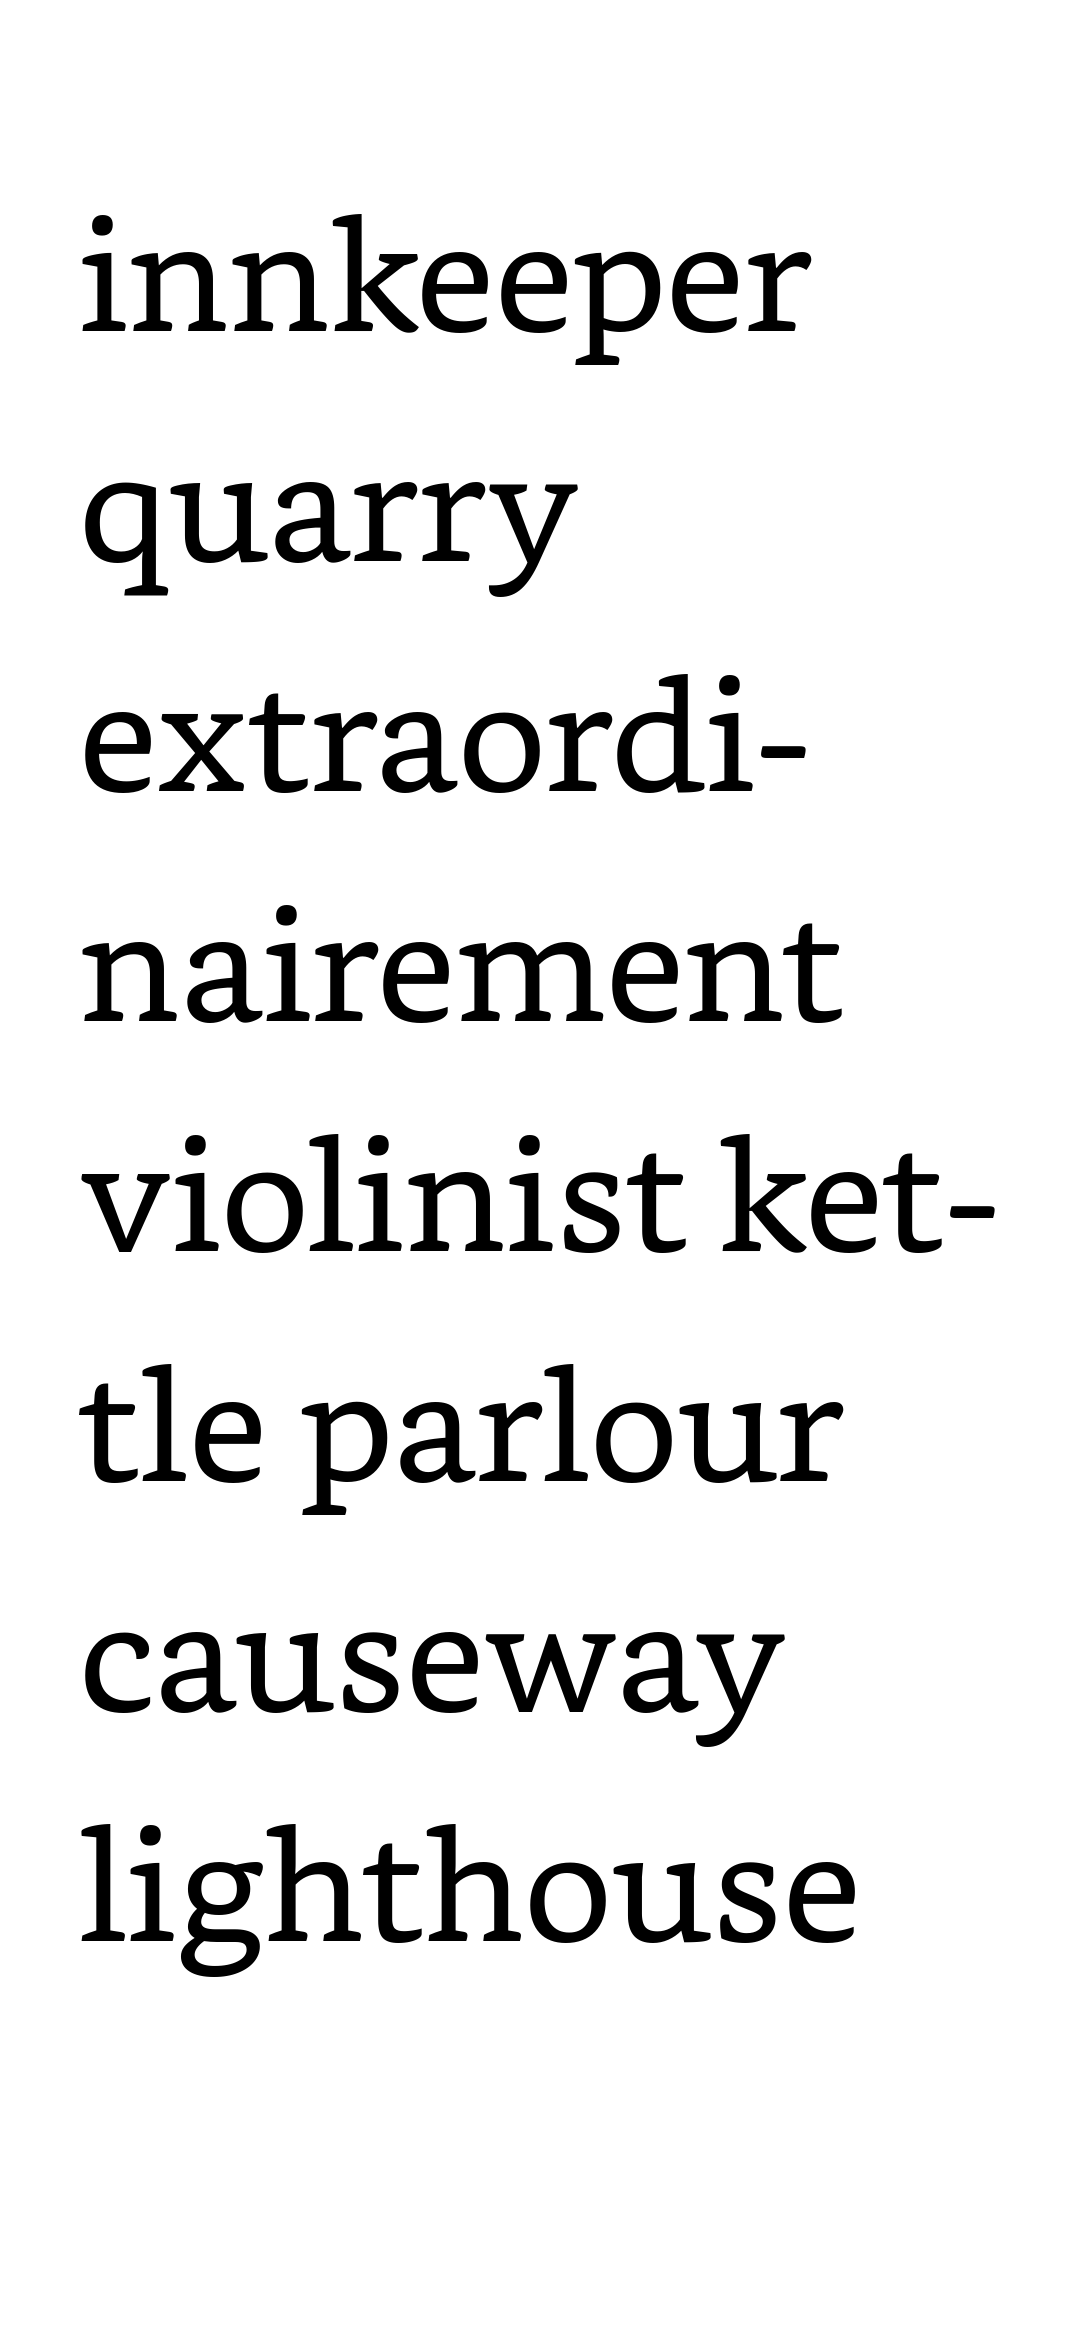 innkeeper
quarry
extraordi-
nairement
violinist ket-
tle parlour
causeway
lighthouse